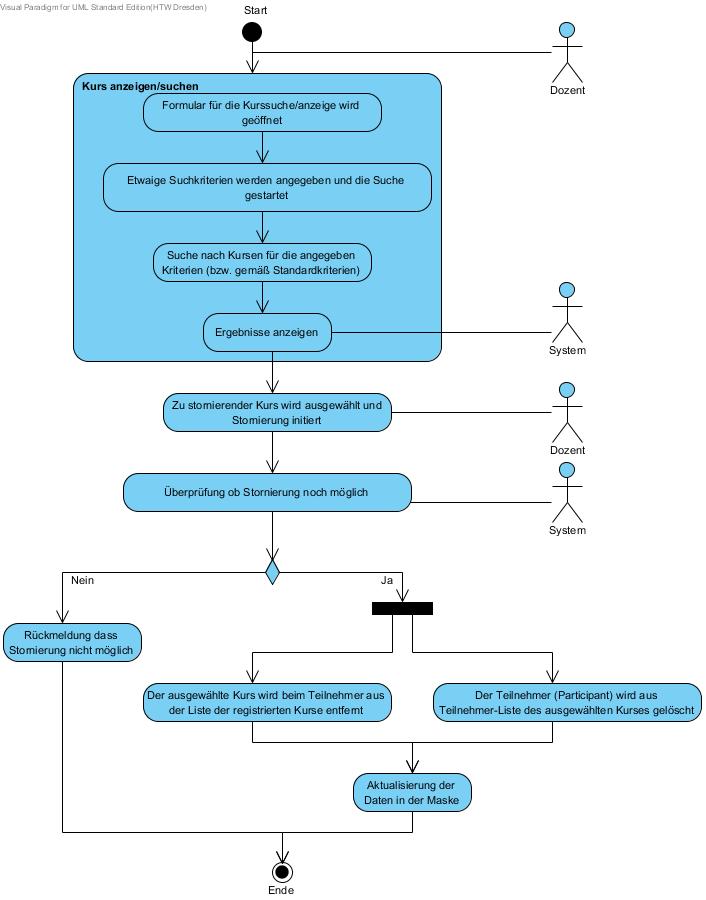 Visual Paradigm for UML Standard Edition(HTW Dresden)
Start
Dozent
Kurs anzeigen/suchen
Formular für die Kurssuche/anzeige wird
geöffnet
Etwaige Suchkriterien werden angegeben und die Suche
gestartet
Suche nach Kursen für die angegeben
Kriterien (bzw. gemäß Standardkriterien)
Ergebnisse anzeigen
System
Zu stornierender Kurs wird ausgewählt und
Stornierung initiert
Dozent
Überprüfung ob Stornierung noch möglich
System
Nein
Ja
Rückmeldung dass
Stornierung nicht möglich
Der ausgewählte Kurs wird beim Teilnehmer aus
der Liste der registrierten Kurse entfernt
Der Teilnehmer (Participant) wird aus
Teilnehmer-Liste des ausgewählten Kurses gelöscht
Aktualisierung der
Daten in der Maske
Ende